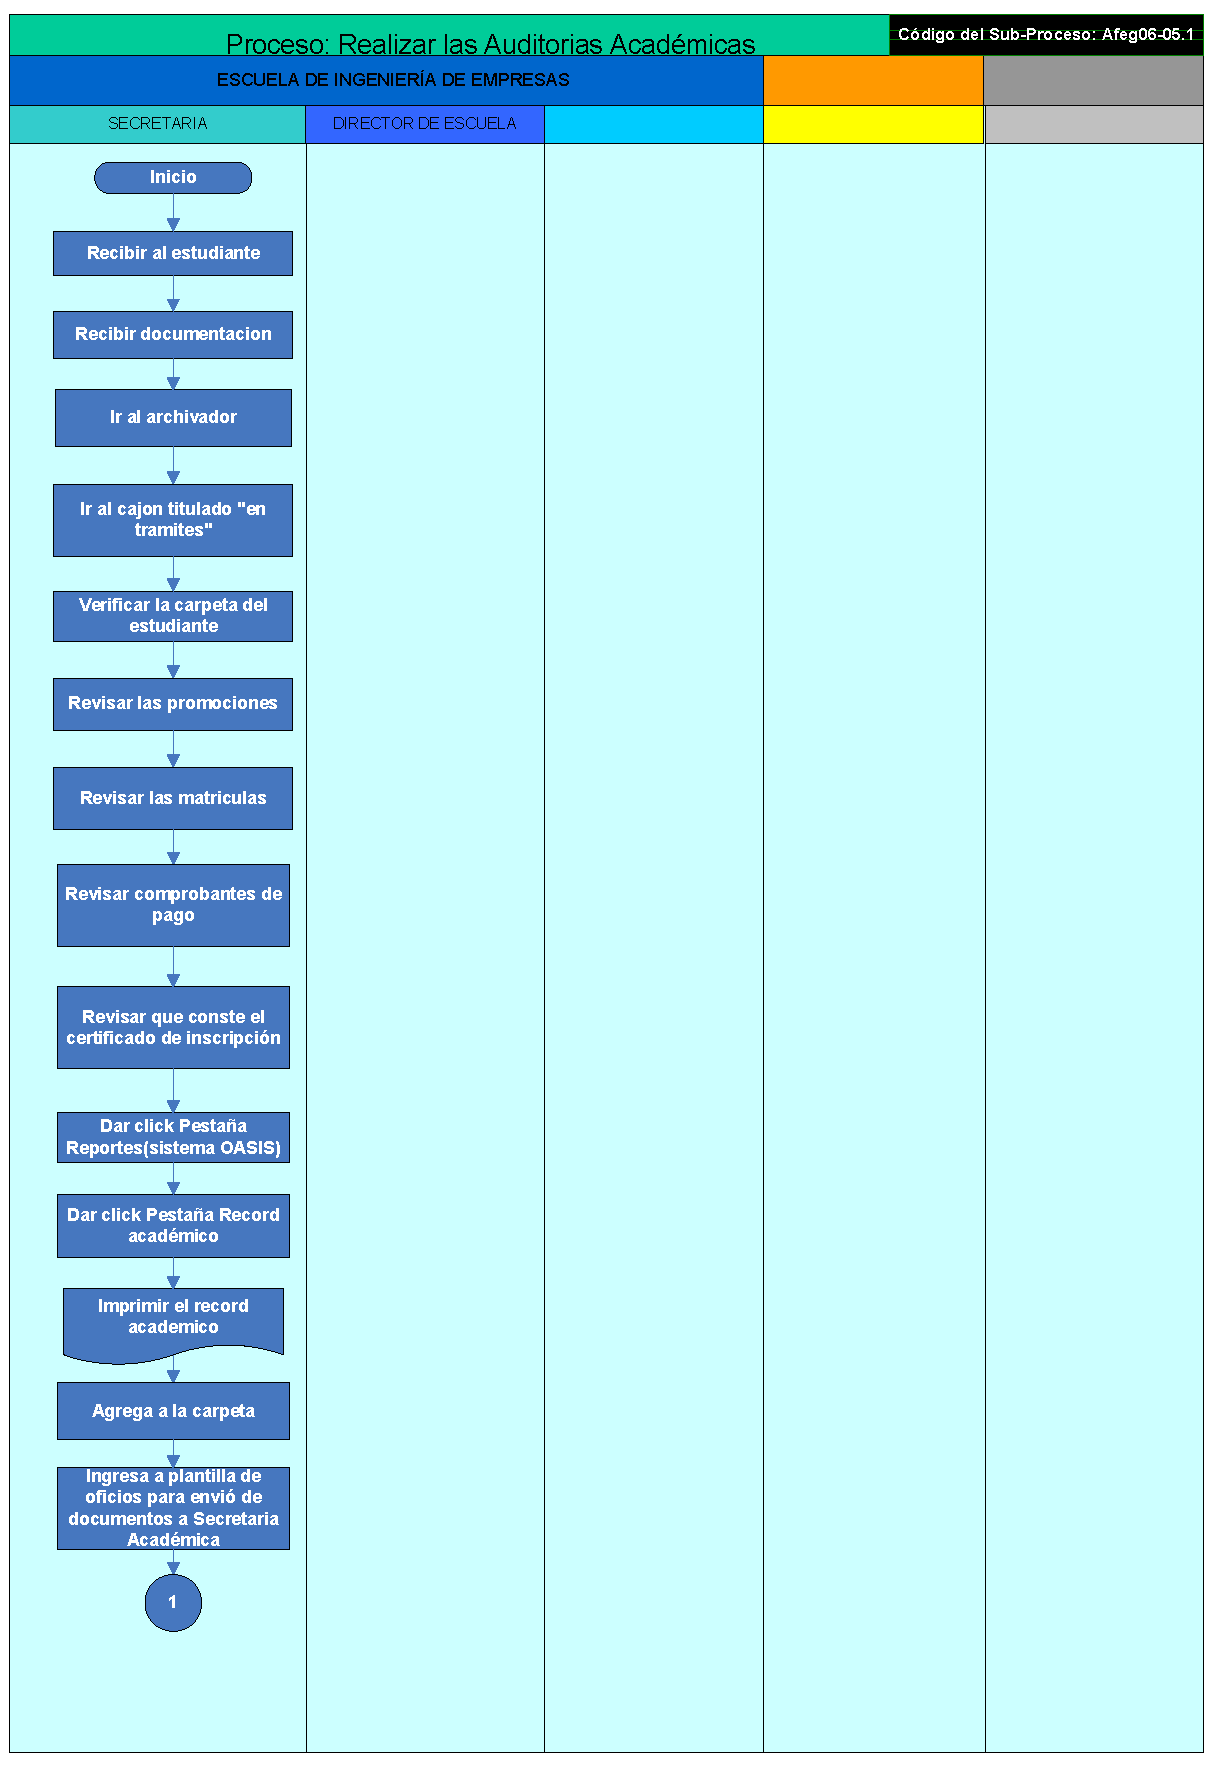 Proceso: Realizar las Auditorias Académicas
Código del Sub-Proceso: Afeg06-05.1
ESCUELA DE INGENIERÍA DE EMPRESAS
SECRETARIA
DIRECTOR DE ESCUELA
Inicio
Recibir al estudiante
Recibir documentacion
Ir al archivador
Ir al cajon titulado "en
tramites"
Verificar la carpeta del
estudiante
Revisar las promociones
Revisar las matriculas
Revisar comprobantes de
pago
Revisar que conste el
certificado de inscripción
Dar click Pestaña
Reportes(sistema OASIS)
Dar click Pestaña Record
académico
Imprimir el record
academico
Agrega a la carpeta
Ingresa a plantilla de
oficios para envió de
documentos a Secretaria
Académica
1